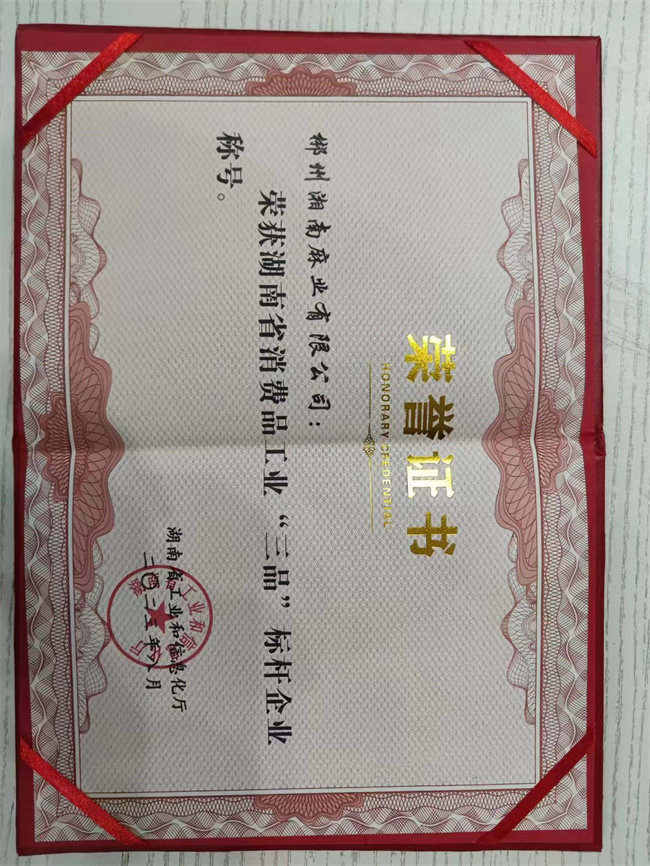 荣誉证书
HONORARY CREDENTIAL
郴州湘南麻业有限公司：
荣获湖南省消费品工业“三品”标杆企业
称号。
湖南省工业和信息化厅